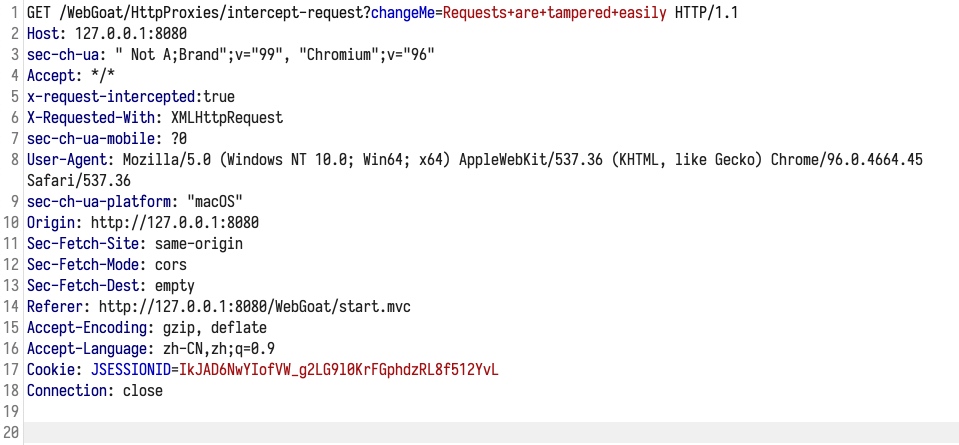 1 GET /WebGoat/HttpProxies/intercept-request?changeMe=Requests+are+tampered+easily HTTP/1.1
2 Host: 127.0.0.1:8080
3 sec-ch-ua: " Not A;Brand";v="99", "Chromium";v="96"
4 Accept: */*
5 x-request-intercepted:true
6 X-Requested-With: XMLHttpRequest
7 sec-ch-ua-mobile: ?0
8 User-Agent: Mozilla/5.0 (Windows NT 10.0; Win64; x64) AppleWebKit/537.36 (KHTML, like Gecko) Chrome/96.0.4664.45
Safari/537.36
9 sec-ch-ua-platform: "macOS"
10 Origin: http://127.0.0.1:8080
11 Sec-Fetch-Site: same-origin
12 Sec-Fetch-Mode: cors
13 Sec-Fetch-Dest: empty
14 Referer: http://127.0.0.1:8080/WebGoat/start.mvc
15 Accept-Encoding: gzip, deflate
16 Accept-Language: zh-CN,zh;q=0.9
17 Cookie: JSESSIONID=IkJAD6NwYIofVW_g2LG9l0KrFGphdzRL8f512YvL
18 Connection: close
19
20